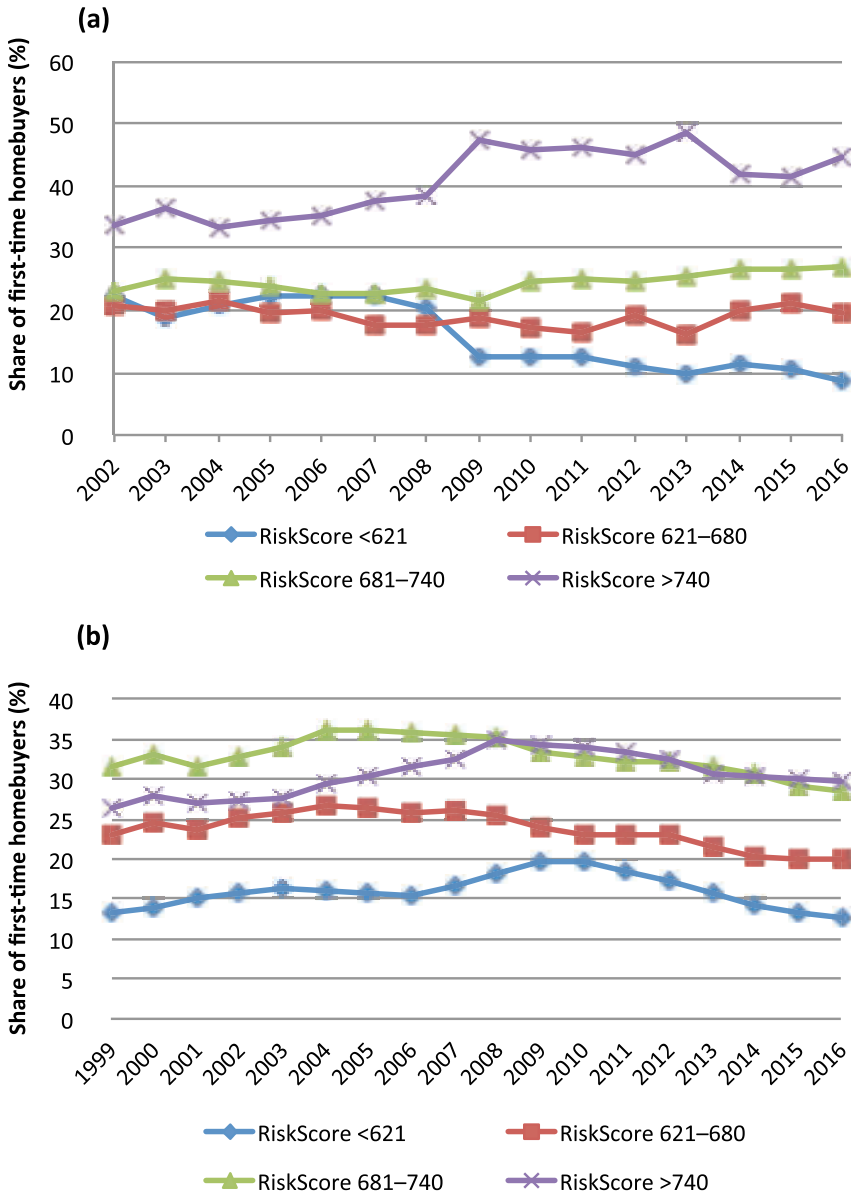 (a)
Share of first-time homebuyers (%)
60
50
40
30
20
10
0
2002 2003 2004 2005 2006 2007 2008 2009 2010 2011 2012 2013 2014 2015 2016
RiskScore <621 RiskScore 621–680
RiskScore 681–740 RiskScore >740
(b)
Share of first-time homebuyers (%)
40
35
30
25
20
15
10
5
0
1999 2000 2001 2002 2003 2004 2005 2006 2007 2008 2009 2010 2011 2012 2013 2014 2015 2016
RiskScore <621 RiskScore 621–680
RiskScore 681–740 RiskScore >740